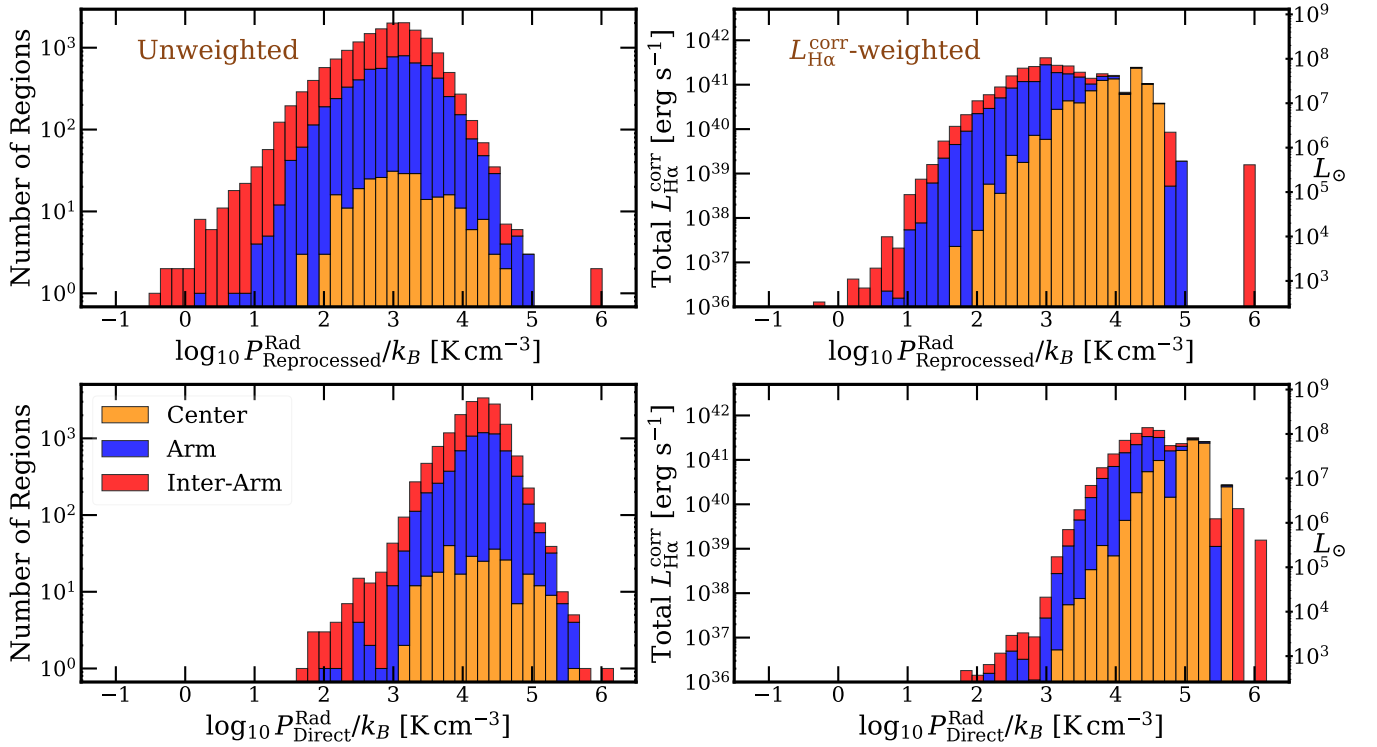 Unweighted
Number of Regions
10³
10²
10¹
10⁰
−1 0 1 2 3 4 5 6
log₁₀ P^Rad_Reprocessed/k_B [K cm⁻³]
L^corr_Hα-weighted
Total L^corr_Hα [erg s⁻¹]
10⁴²
10⁴¹
10⁴⁰
10³⁹
10³⁸
10³⁷
10³⁶
10⁹
10⁸
10⁷
10⁶
10⁵
10⁴
10³
L⊙
−1 0 1 2 3 4 5 6
log₁₀ P^Rad_Reprocessed/k_B [K cm⁻³]
Center
Arm
Inter-Arm
Number of Regions
10³
10²
10¹
10⁰
−1 0 1 2 3 4 5 6
log₁₀ P^Rad_Direct/k_B [K cm⁻³]
Total L^corr_Hα [erg s⁻¹]
10⁴²
10⁴¹
10⁴⁰
10³⁹
10³⁸
10³⁷
10³⁶
10⁹
10⁸
10⁷
10⁶
10⁵
10⁴
10³
L⊙
−1 0 1 2 3 4 5 6
log₁₀ P^Rad_Direct/k_B [K cm⁻³]